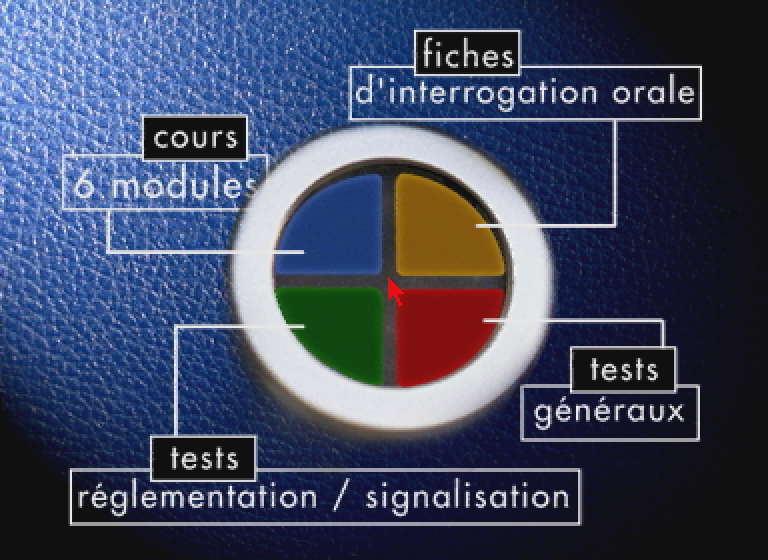 fiches
d'interrogation orale
cours
6 modules
tests
généraux
tests
réglementation / signalisation